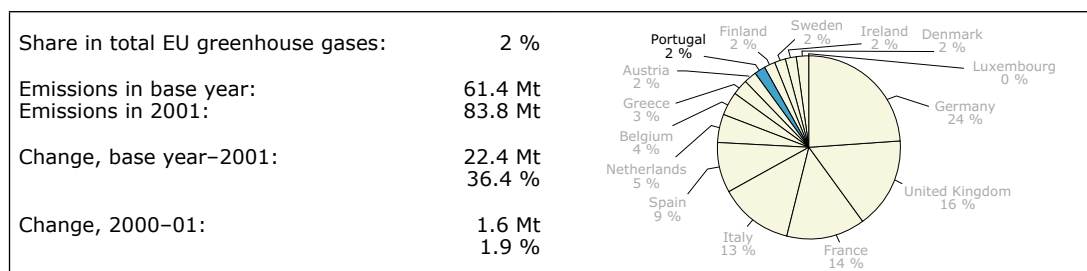 Share in total EU greenhouse gases: 2 %
Emissions in base year: 61.4 Mt
Emissions in 2001: 83.8 Mt
Change, base year–2001: 22.4 Mt
36.4 %
Change, 2000–01: 1.6 Mt
1.9 %
Portugal
2 %
Finland
2 %
Sweden
2 %
Ireland
2 %
Denmark
2 %
Luxembourg
0 %
Germany
24 %
United Kingdom
16 %
France
14 %
Italy
13 %
Spain
9 %
Netherlands
5 %
Belgium
4 %
Greece
3 %
Austria
2 %